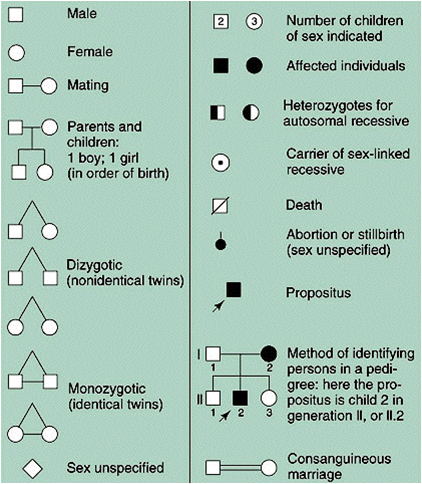 Male
Female
Mating
Parents and
children:
1 boy; 1 girl
(in order of birth)
Dizygotic
(nonidentical twins)
Monozygotic
(identical twins)
Sex unspecified
2 3 Number of children
of sex indicated
Affected individuals
Heterozygotes for
autosomal recessive
Carrier of sex-linked
recessive
Death
Abortion or stillbirth
(sex unspecified)
Propositus
I 1 2
II 1 2 3
Method of identifying
persons in a pedi-
gree: here the pro-
positus is child 2 in
generation II, or II.2
Consanguineous
marriage